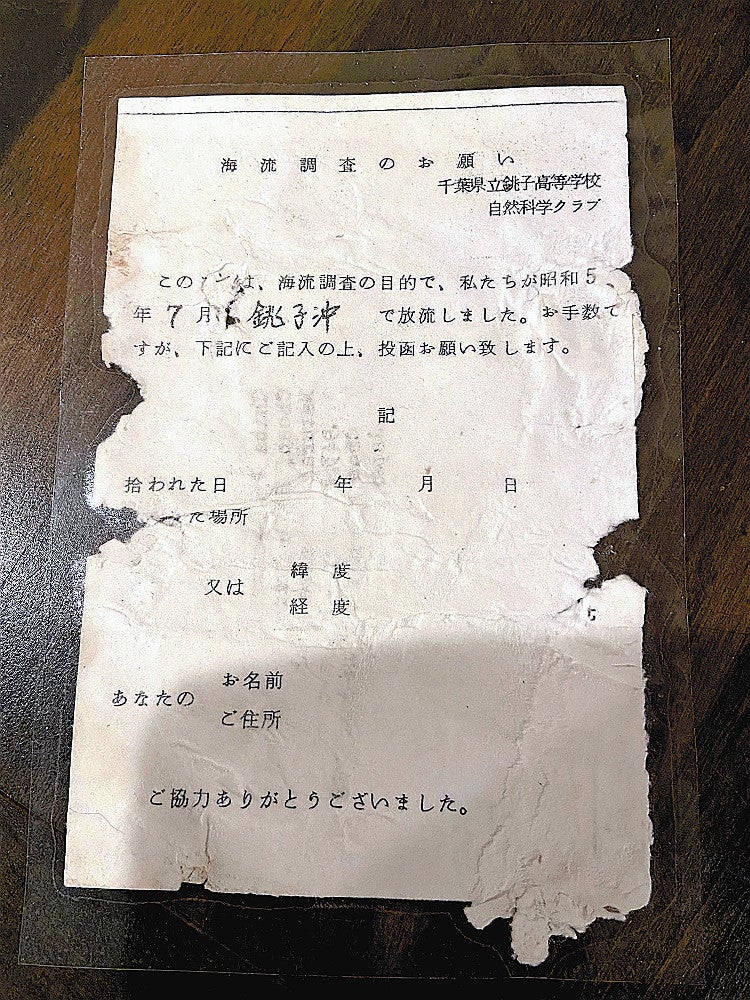 海流調査のお願い
千葉県立銚子高等学校
自然科学クラブ
この は、海流調査の目的で、私たちが昭和5
年7月 銚子沖 で放流しました。お手数で
すが、下記にご記入の上、投函お願い致します。
記
拾われた日 年 月 日
た場所
又は
緯 度
経 度
あなたの
お名前
ご住所
ご協力ありがとうございました。